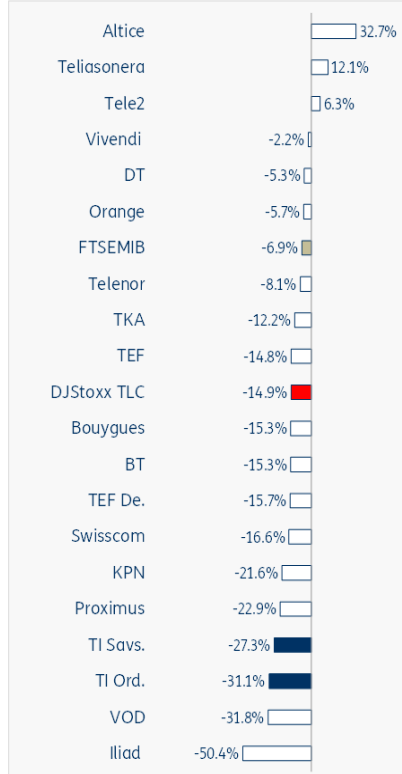 Altice 32.7%
Teliasonera 12.1%
Tele2 6.3%
Vivendi -2.2%
DT -5.3%
Orange -5.7%
FTSEMIB -6.9%
Telenor -8.1%
TKA -12.2%
TEF -14.8%
DJStoxx TLC -14.9%
Bouygues -15.3%
BT -15.3%
TEF De. -15.7%
Swisscom -16.6%
KPN -21.6%
Proximus -22.9%
TI Savs. -27.3%
TI Ord. -31.1%
VOD -31.8%
Iliad -50.4%